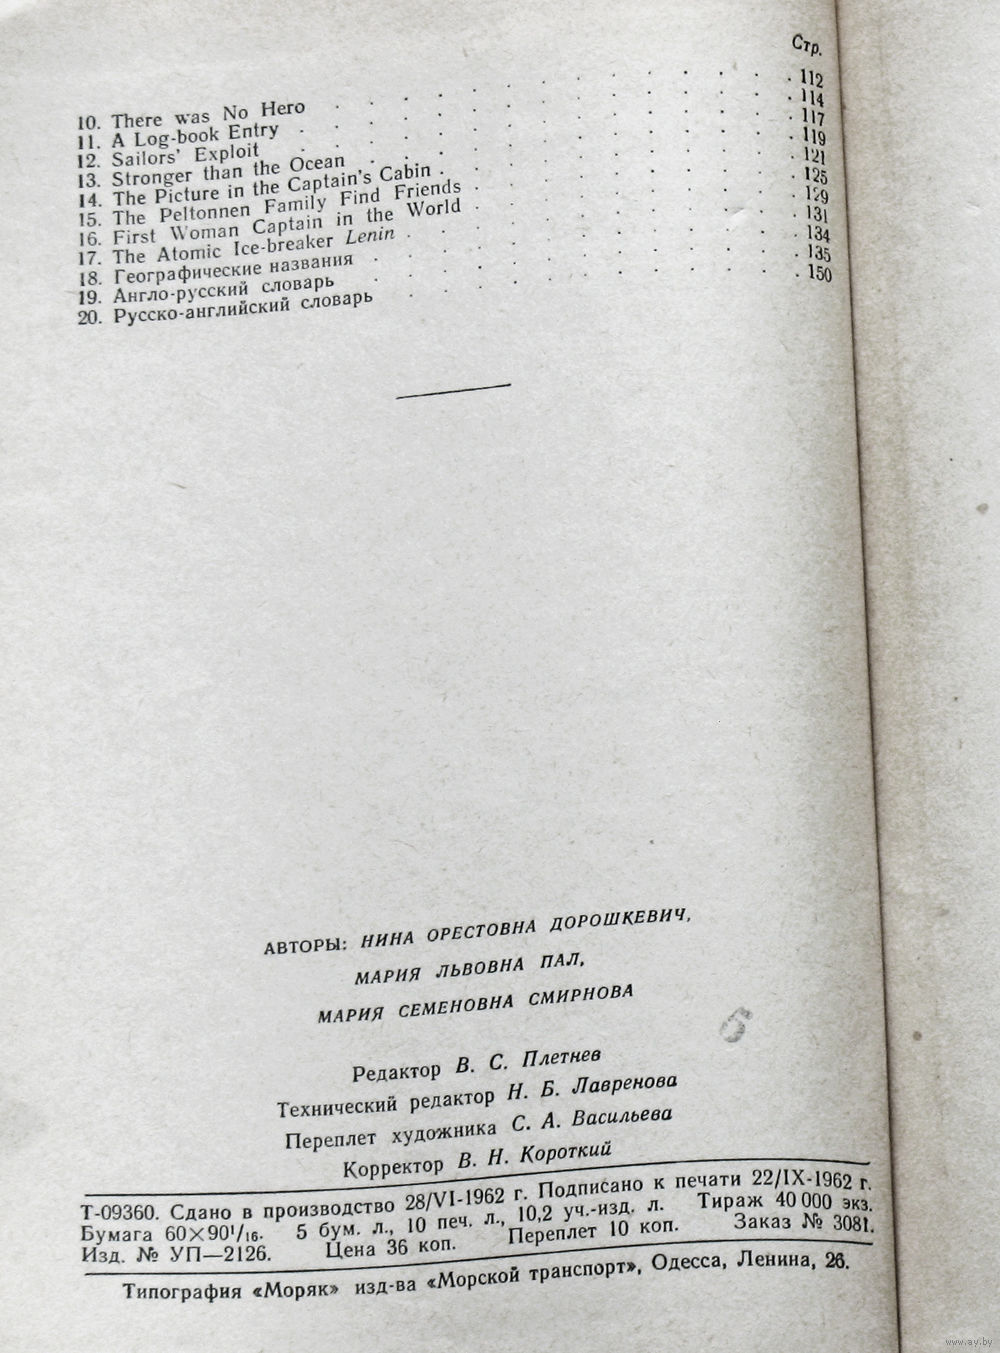 Стр.
10. There was No Hero . . . . . . . . . . . 112
11. A Log-book Entry . . . . . . . . . . . 114
12. Sailors' Exploit . . . . . . . . . . . 117
13. Stronger than the Ocean . . . . . . . . . . . 119
14. The Picture in the Captain's Cabin . . . . . . . . . . 121
15. The Peltonnen Family Find Friends . . . . . . . . . . 125
16. First Woman Captain in the World . . . . . . . . . . 129
17. The Atomic Ice-breaker Lenin . . . . . . . . . . . 131
18. Географические названия . . . . . . . . . . . 134
19. Англо-русский словарь . . . . . . . . . . . 135
20. Русско-английский словарь . . . . . . . . . . . 150
АВТОРЫ: НИНА ОРЕСТОВНА ДОРОШКЕВИЧ,
МАРИЯ ЛЬВОВНА ПАЛ,
МАРИЯ СЕМЕНОВНА СМИРНОВА
Редактор В. С. Плетнев
Технический редактор Н. Б. Лавренова
Переплет художника С. А. Васильева
Корректор В. Н. Короткий
Т-09360. Сдано в производство 28/VI-1962 г. Подписано к печати 22/IX-1962 г.
Бумага 60×90¹/₁₆. 5 бум. л., 10 печ. л., 10,2 уч.-изд. л. Тираж 40 000 экз.
Изд. № УП—2126. Цена 36 коп. Переплет 10 коп. Заказ № 3081.
Типография «Моряк» изд-ва «Морской транспорт», Одесса, Ленина, 26.
www.ay.by